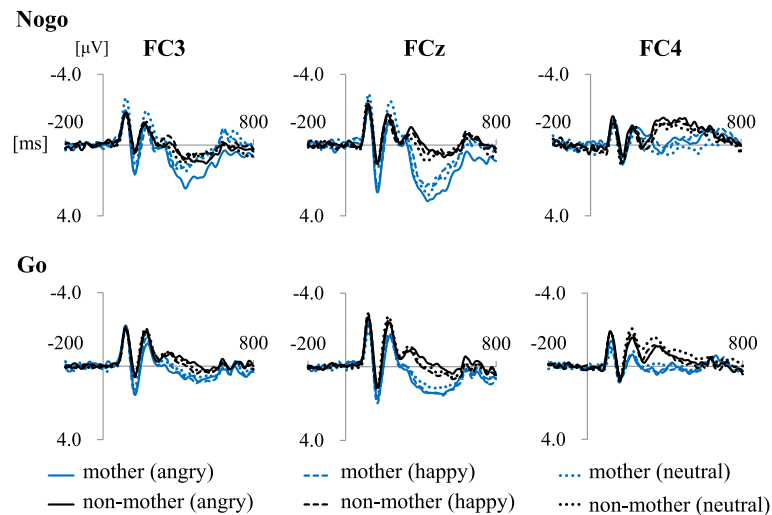 Nogo
[µV] FC3 FCz FC4
-4.0 -4.0 -4.0
-200 800 -200 800 -200 800
[ms]
4.0 4.0 4.0
Go
-4.0 -4.0 -4.0
-200 800 -200 800 -200 800
4.0 4.0 4.0
mother (angry) mother (happy) mother (neutral)
non-mother (angry) non-mother (happy) non-mother (neutral)